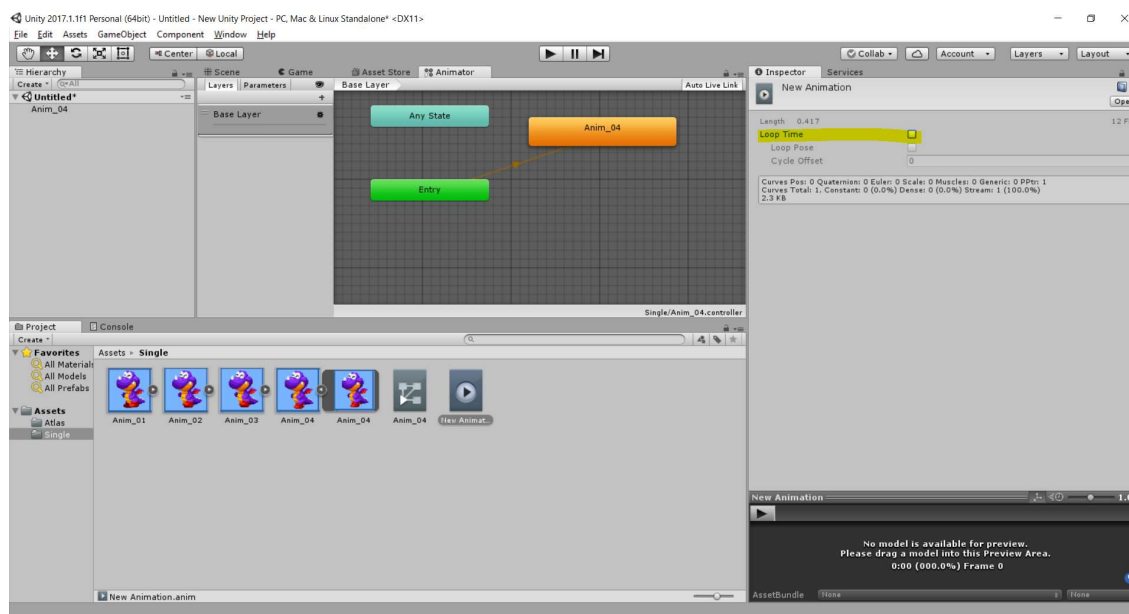 Unity 2017.1.1f1 Personal (64bit) - Untitled - New Unity Project - PC, Mac & Linux Standalone* <DX11>
File Edit Assets GameObject Component Window Help
Center Local Collab Account Layers Layout
Hierarchy
Create All
Untitled*
Anim_04
Scene Game Asset Store Animator
Layers Parameters Base Layer Auto Live Link
+
Base Layer
Any State
Anim_04
Entry
Single/Anim_04.controller
Inspector Services
New Animation
Ope
Length 0.417 12 F
Loop Time
Loop Pose
Cycle Offset 0
Curves Pos: 0 Quaternion: 0 Euler: 0 Scale: 0 Muscles: 0 Generic: 0 PPtr: 1
Curves Total: 1, Constant: 0 (0.0%) Dense: 0 (0.0%) Stream: 1 (100.0%)
2.3 KB
Project Console
Create
Favorites
All Materials
All Models
All Prefabs
Assets
Atlas
Single
Assets Single
Anim_01 Anim_02 Anim_03 Anim_04 Anim_04 Anim_04 New Animat...
New Animation.anim
New Animation 1.0
No model is available for preview.
Please drag a model into this Preview Area.
0:00 (000.0%) Frame 0
AssetBundle None None